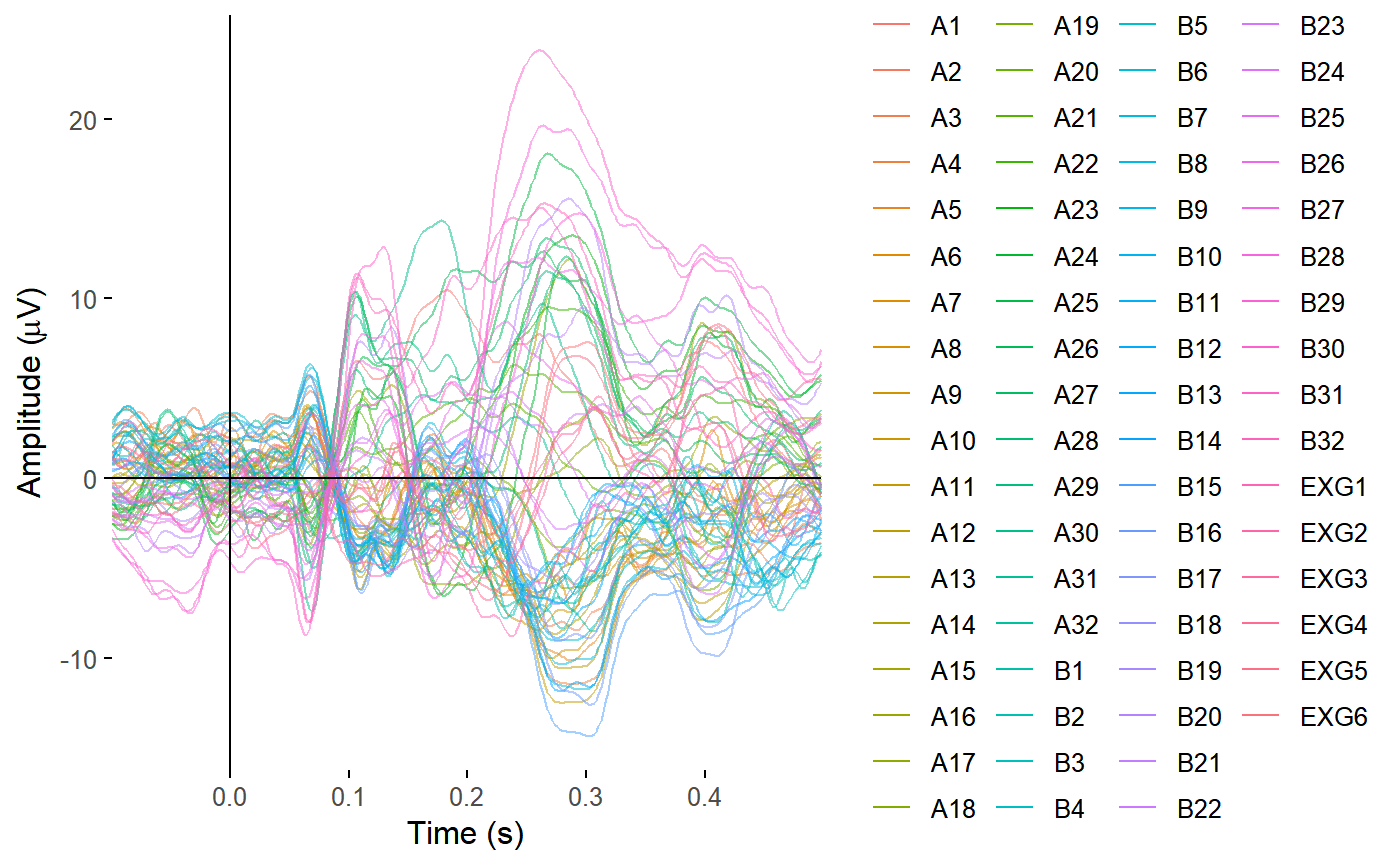 Amplitude (μV)
20
10
0
-10
0.0 0.1 0.2 0.3 0.4
Time (s)
A1 A19 B5 B23
A2 A20 B6 B24
A3 A21 B7 B25
A4 A22 B8 B26
A5 A23 B9 B27
A6 A24 B10 B28
A7 A25 B11 B29
A8 A26 B12 B30
A9 A27 B13 B31
A10 A28 B14 B32
A11 A29 B15 EXG1
A12 A30 B16 EXG2
A13 A31 B17 EXG3
A14 A32 B18 EXG4
A15 B1 B19 EXG5
A16 B2 B20 EXG6
A17 B3 B21
A18 B4 B22